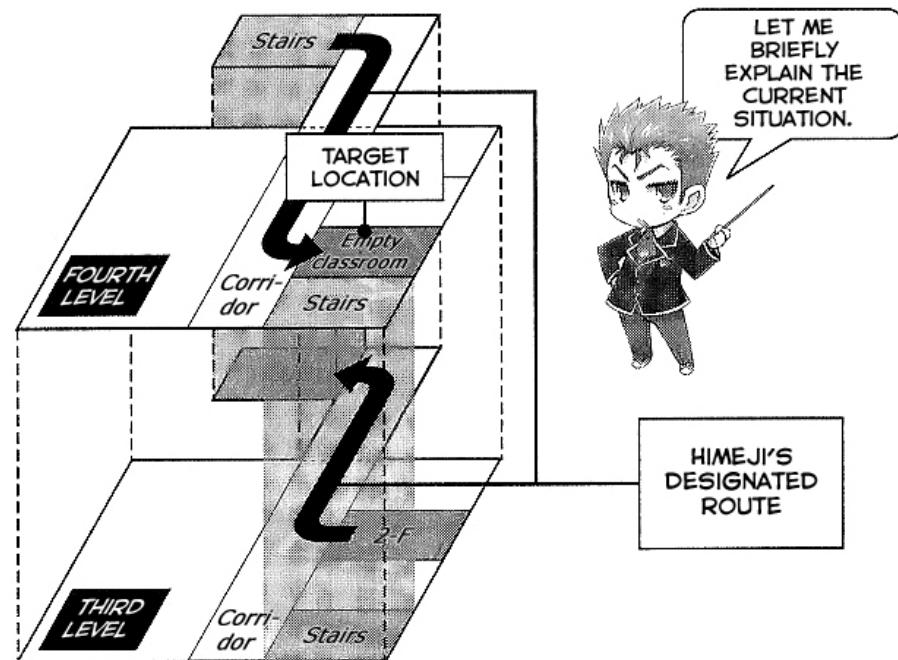 Stairs
LET ME
BRIEFLY
EXPLAIN THE
CURRENT
SITUATION.
TARGET
LOCATION
Empty
classroom
FOURTH
LEVEL
Corri-
dor
Stairs
HIMEJI'S
DESIGNATED
ROUTE
2-F
THIRD
LEVEL
Corri-
dor
Stairs